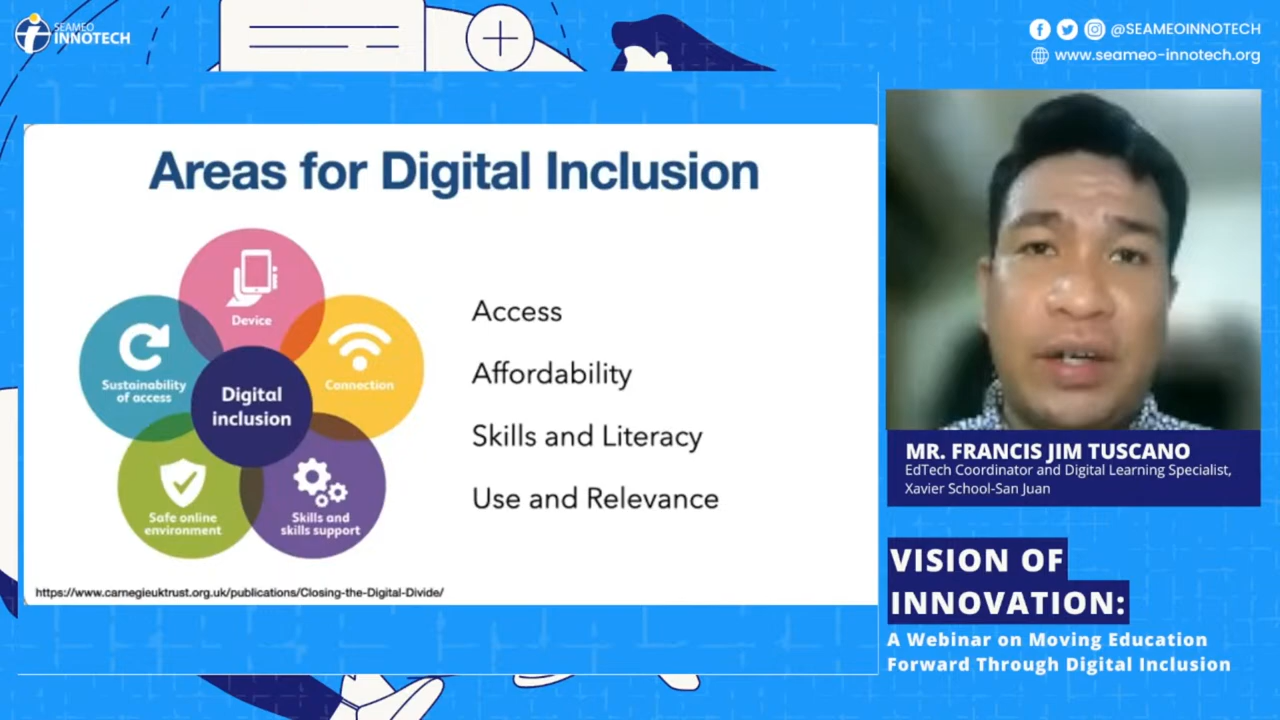 SEAMEO
INNOTECH
@SEAMEOINNOTECH
www.seameo-innotech.org
Areas for Digital Inclusion
Device
Connection
Skills and
skills support
Safe online
environment
Sustainability
of access
Digital
inclusion
Access
Affordability
Skills and Literacy
Use and Relevance
https://www.carnegieuktrust.org.uk/publications/Closing-the-Digital-Divide/
MR. FRANCIS JIM TUSCANO
EdTech Coordinator and Digital Learning Specialist,
Xavier School-San Juan
VISION OF
INNOVATION:
A Webinar on Moving Education
Forward Through Digital Inclusion